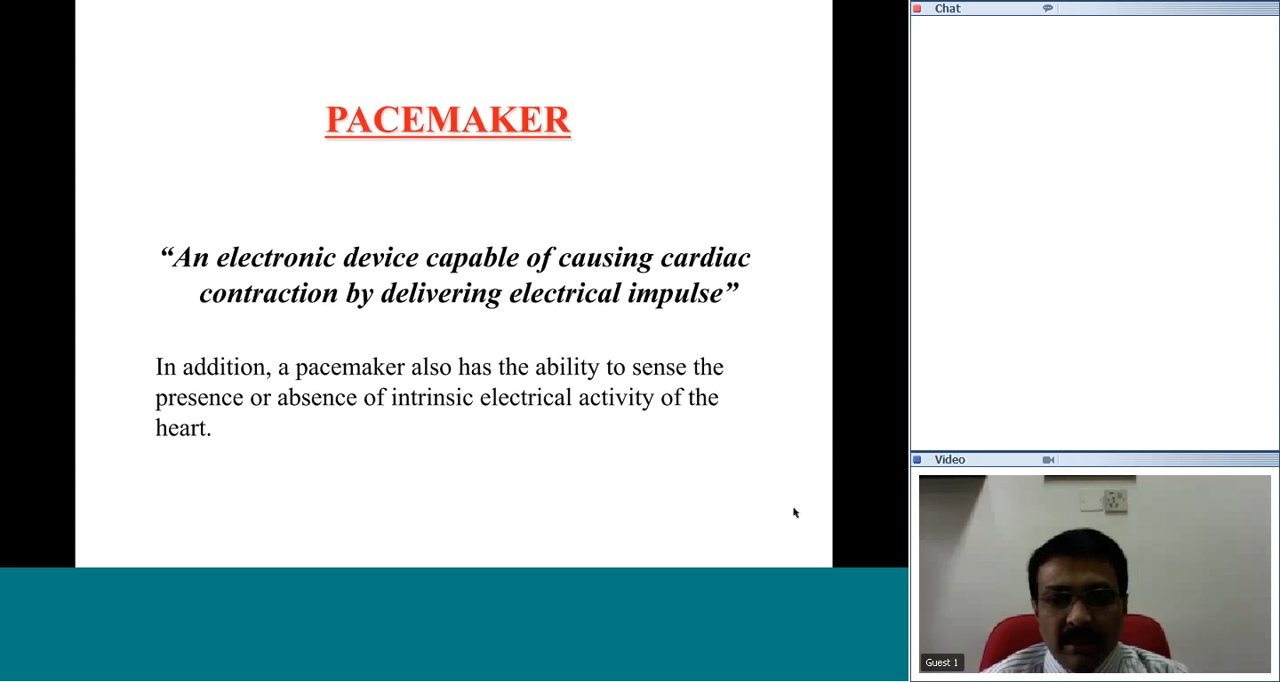 PACEMAKER
“An electronic device capable of causing cardiac
contraction by delivering electrical impulse”
In addition, a pacemaker also has the ability to sense the
presence or absence of intrinsic electrical activity of the
heart.
Chat
Video
Guest 1